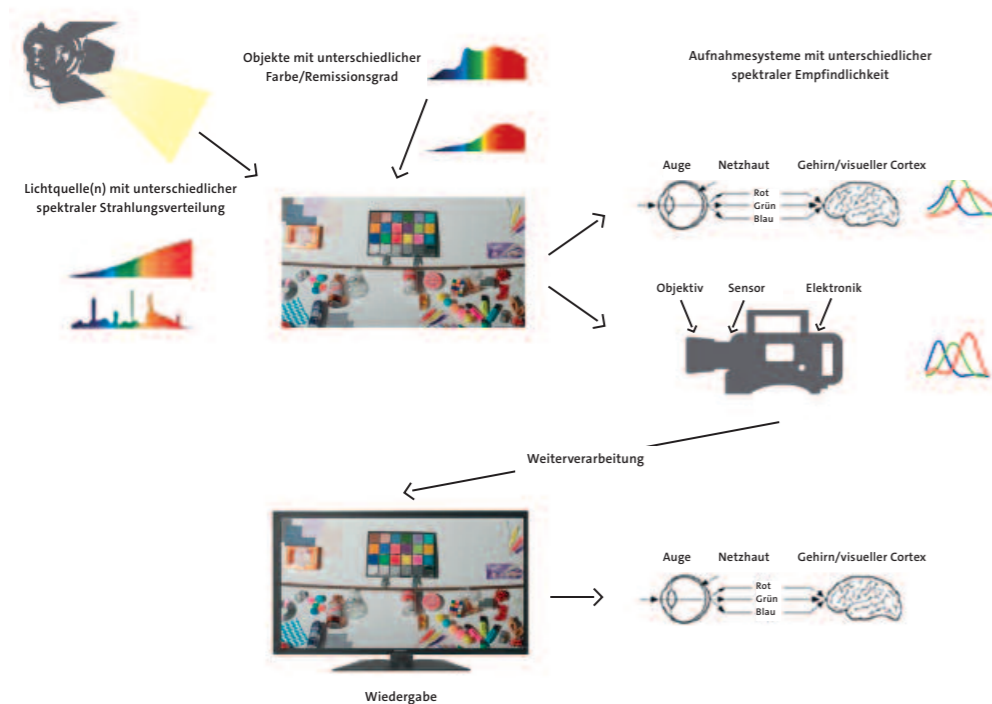 Objekte mit unterschiedlicher
Farbe/Remissionsgrad
Aufnahmesysteme mit unterschiedlicher
spektraler Empfindlichkeit
Lichtquelle(n) mit unterschiedlicher
spektraler Strahlungsverteilung
Auge Netzhaut Gehirn/visueller Cortex
Rot
Grün
Blau
Objektiv Sensor Elektronik
Weiterverarbeitung
Auge Netzhaut Gehirn/visueller Cortex
Rot
Grün
Blau
Wiedergabe